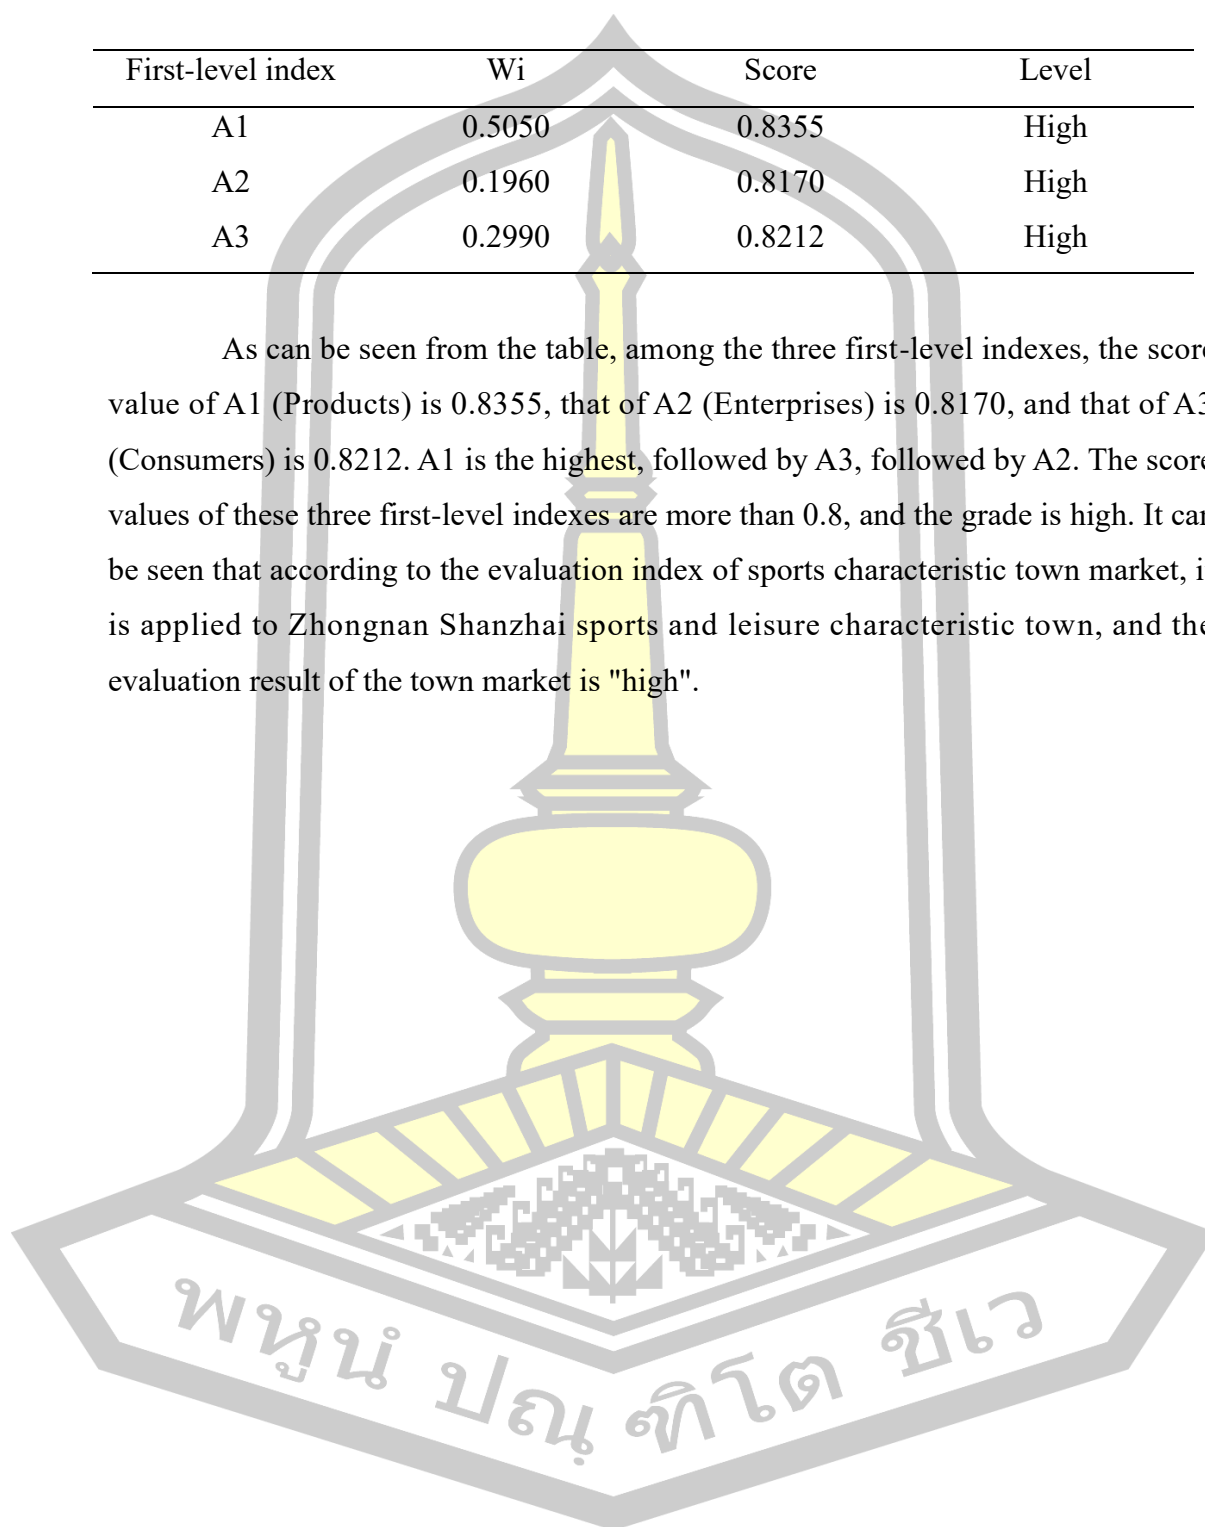 First-level index Wi Score Level
A1 0.5050 0.8355 High
A2 0.1960 0.8170 High
A3 0.2990 0.8212 High
As can be seen from the table, among the three first-level indexes, the score
value of A1 (Products) is 0.8355, that of A2 (Enterprises) is 0.8170, and that of A3
(Consumers) is 0.8212. A1 is the highest, followed by A3, followed by A2. The score
values of these three first-level indexes are more than 0.8, and the grade is high. It can
be seen that according to the evaluation index of sports characteristic town market, i
is applied to Zhongnan Shanzhai sports and leisure characteristic town, and the
evaluation result of the town market is "high".
พหูนํ ปณฺฑิโต ชีเว